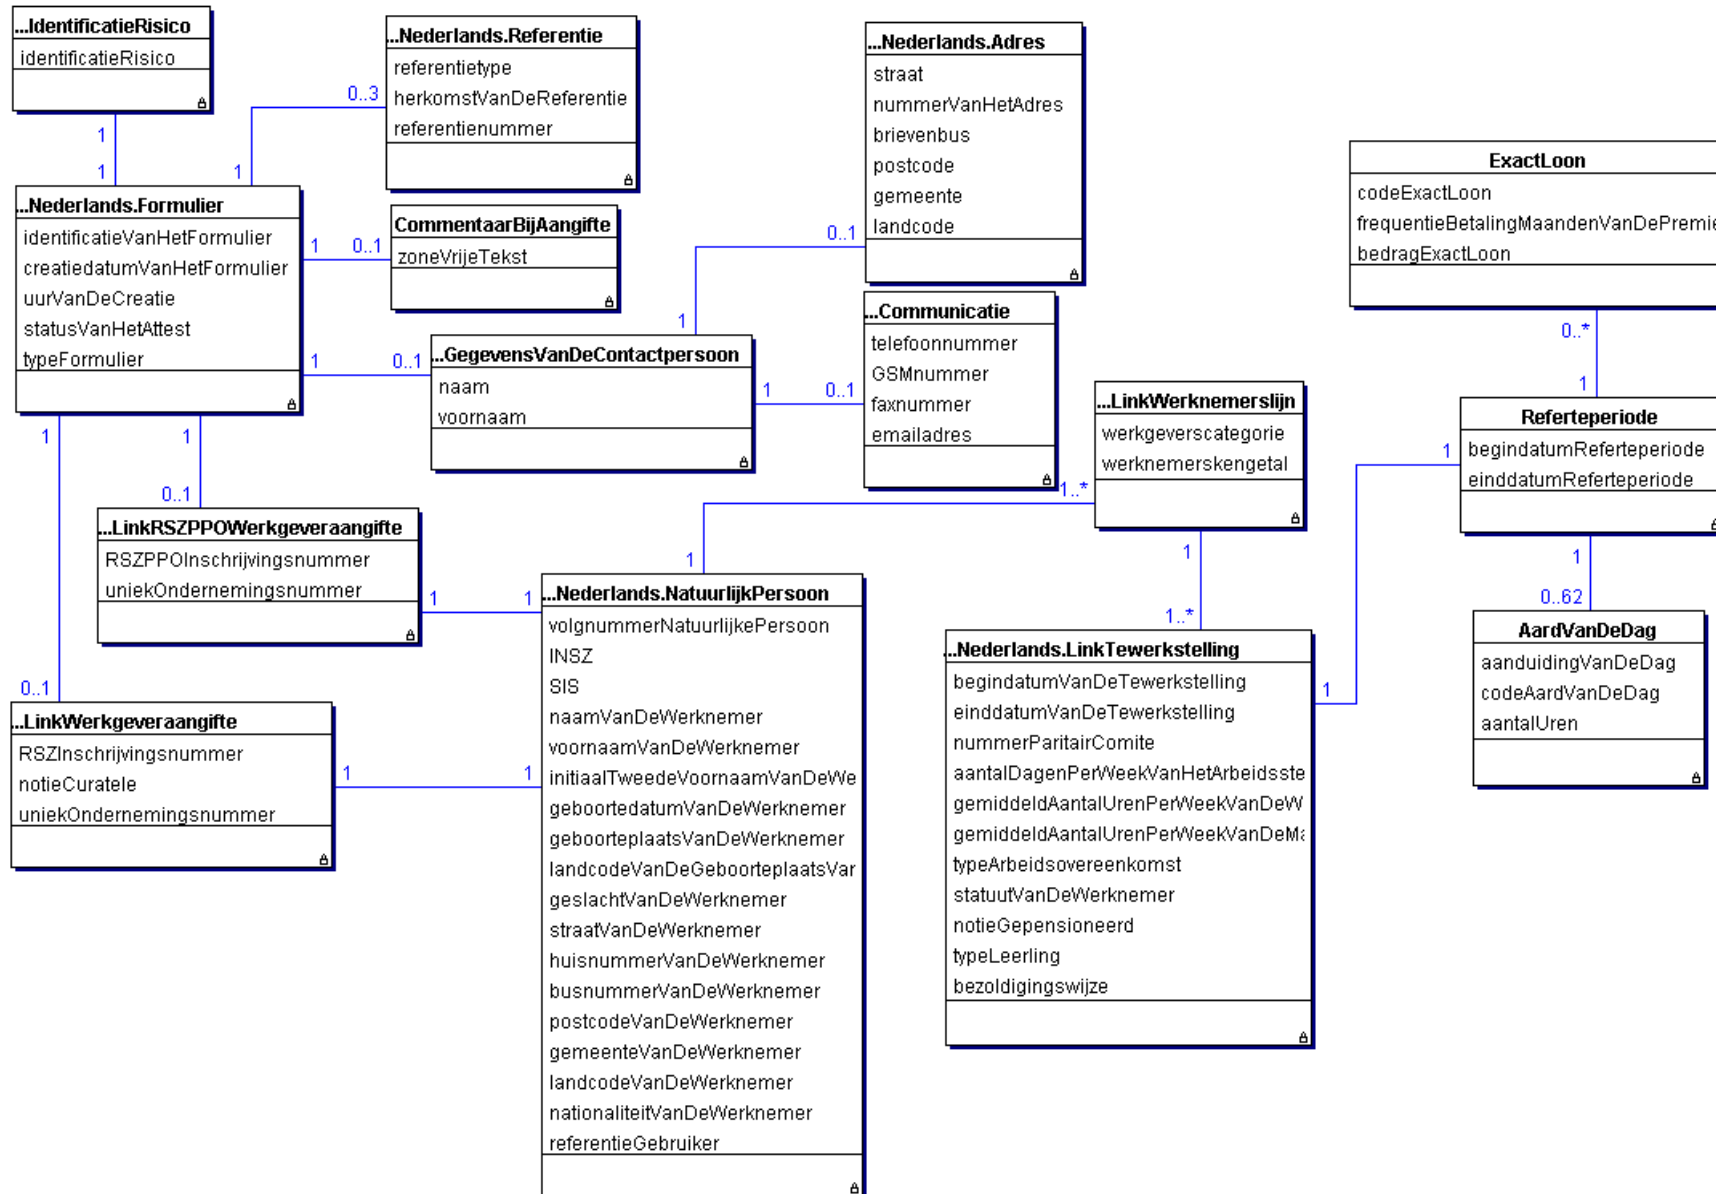 ...IdentificatieRisico
identificatieRisico
...Nederlands.Referentie
referentietype
herkomstVanDeReferentie
referentienummer
...Nederlands.Adres
straat
nummerVanHetAdres
brievenbus
postcode
gemeente
landcode
ExactLoon
codeExactLoon
frequentieBetalingMaandenVanDePremie
bedragExactLoon
0..3
1
1
1
...Nederlands.Formulier
identificatieVanHetFormulier
creatiedatumVanHetFormulier
uurVanDeCreatie
statusVanHetAttest
typeFormulier
CommentaarBijAangifte
zoneVrijeTekst
1
0..1
0..1
1
...GegevensVanDeContactpersoon
naam
voornaam
1
0..1
1
0..1
...Communicatie
telefoonnummer
GSMnummer
faxnummer
emailadres
0..*
1
...LinkWerknemerslijn
werkgeverscategorie
werknemerskengetal
Referteperiode
begindatumReferteperiode
einddatumReferteperiode
1
1
1
0..1
1..*
1
1
1
...LinkRSZPPOWerkgeveraangifte
RSZPPOInschrijvingsnummer
uniekOndernemingsnummer
1
1
0..62
1..*
AardVanDeDag
aanduidingVanDeDag
codeAardVanDeDag
aantalUren
...Nederlands.NatuurlijkPersoon
volgnummerNatuurlijkePersoon
INSZ
SIS
naamVanDeWerknemer
voornaamVanDeWerknemer
initiaalTweedeVoornaamVanDeWe
geboortedatumVanDeWerknemer
geboorteplaatsVanDeWerknemer
landcodeVanDeGeboorteplaatsVar
geslachtVanDeWerknemer
straatVanDeWerknemer
huisnummerVanDeWerknemer
busnummerVanDeWerknemer
postcodeVanDeWerknemer
gemeenteVanDeWerknemer
landcodeVanDeWerknemer
nationaliteitVanDeWerknemer
referentieGebruiker
...Nederlands.LinkTewerkstelling
begindatumVanDeTewerkstelling
einddatumVanDeTewerkstelling
nummerParitairComite
aantalDagenPerWeekVanHetArbeidsste
gemiddeldAantalUrenPerWeekVanDeW
gemiddeldAantalUrenPerWeekVanDeMa
typeArbeidsovereenkomst
statuutVanDeWerknemer
notieGepensioneerd
typeLeerling
bezoldigingswijze
1
0..1
...LinkWerkgeveraangifte
RSZInschrijvingsnummer
notieCuratele
uniekOndernemingsnummer
1
1